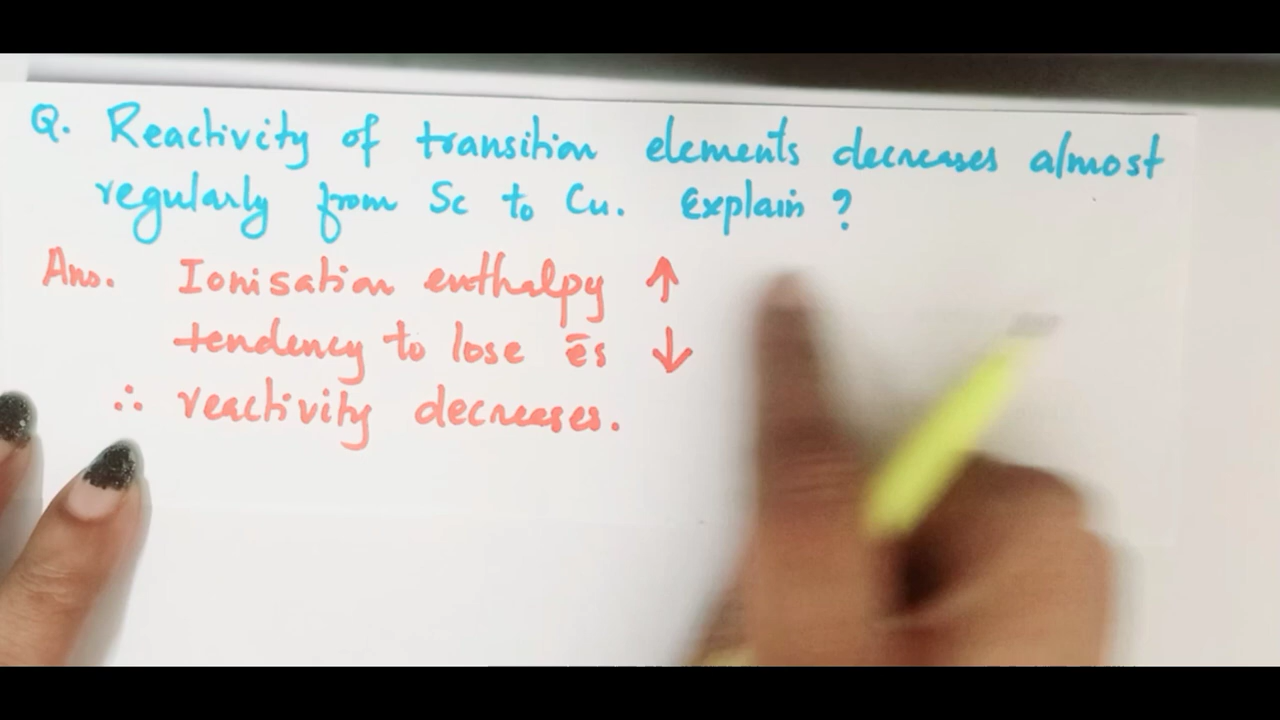 Q. Reactivity of transition elements decreases almost
regularly from Sc to Cu. Explain ?
Ans. Ionisation enthalpy ↑
tendency to lose ēs ↓
∴ reactivity decreases.